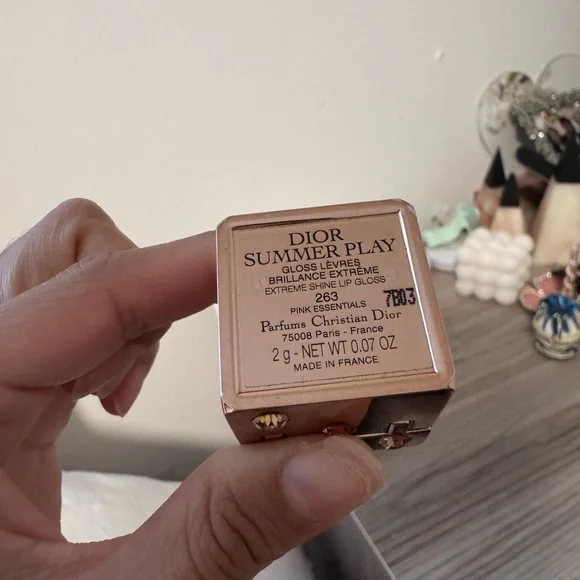 DIOR
SUMMER PLAY
GLOSS LÈVRES
BRILLANCE EXTRÊME
EXTREME SHINE LIP GLOSS
263
7B03
PINK ESSENTIALS
Parfums Christian Dior
75008 Paris - France
2 g - NET WT 0.07 OZ
MADE IN FRANCE